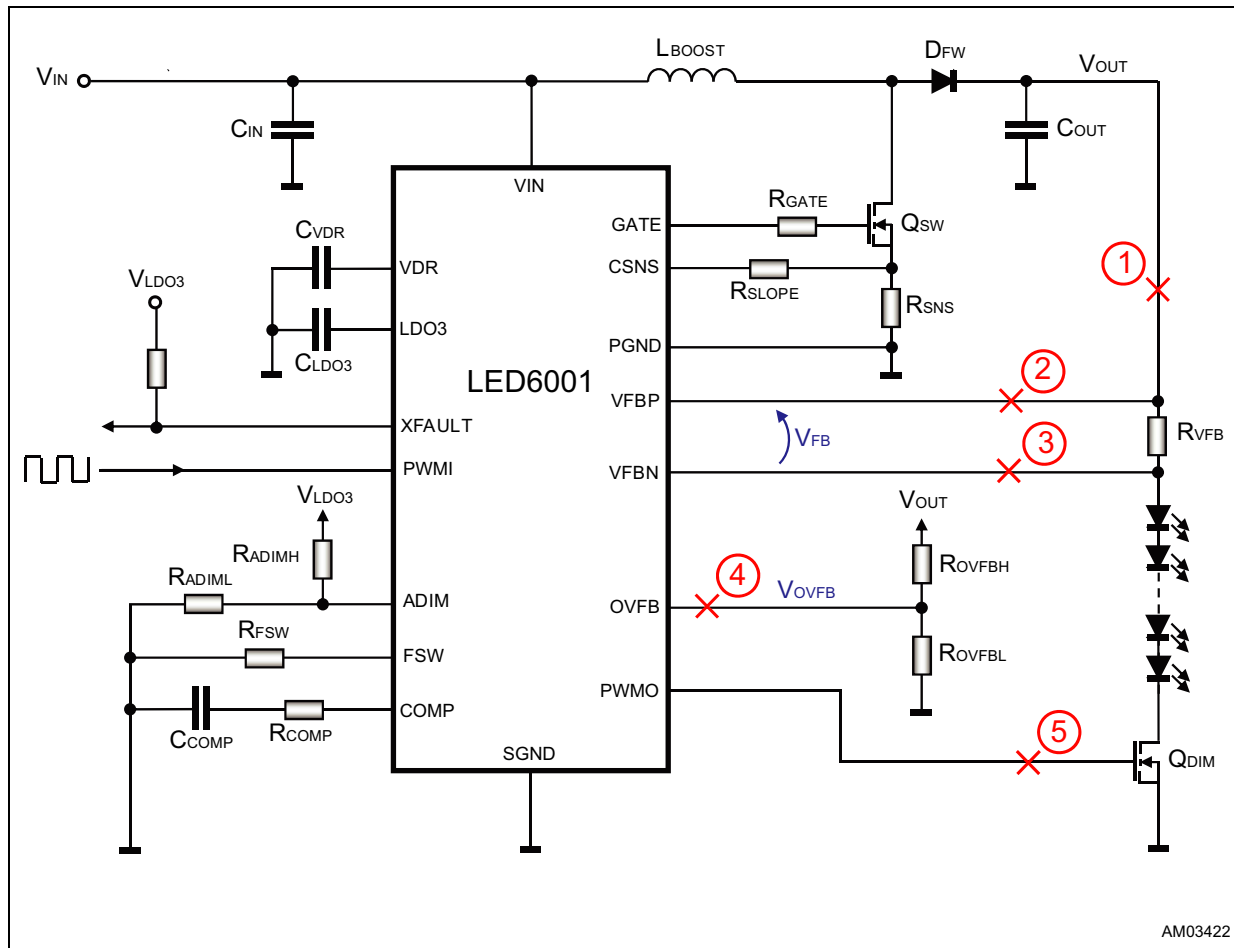 LBOOST
DFW
VIN
VOUT
CIN
COUT
VIN
RGATE
GATE
QSW
CVDR
VDR
CSNS
RSLOPE
VLDO3
1
RSNS
LDO3
CLDO3
PGND
LED6001
2
VFBP
XFAULT
VFB
RVFB
3
PWMI
VFBN
VLDO3
VOUT
RADIMH
ROVFBH
RADIML
4
VOVFB
ADIM
OVFB
RFSW
FSW
ROVFBL
PWMO
COMP
CCOMP
RCOMP
5
SGND
QDIM
AM03422